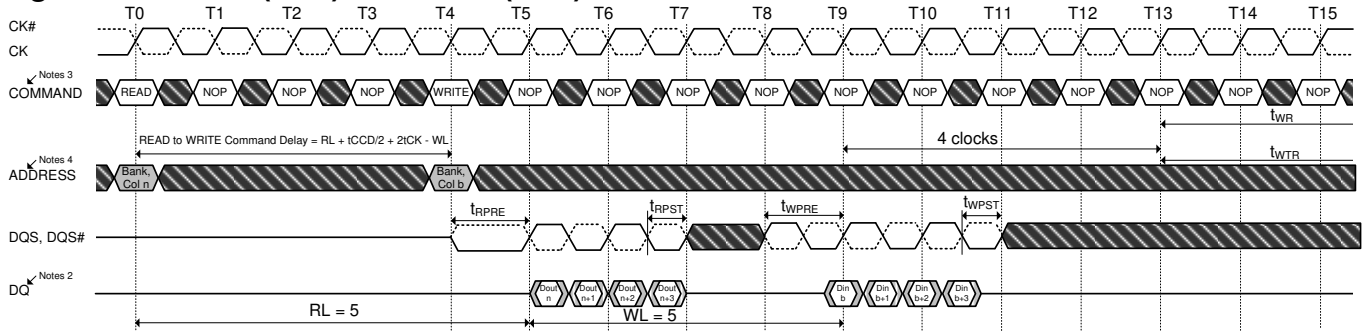 T0 T1 T2 T3 T4 T5 T6 T7 T8 T9 T10 T11 T12 T13 T14 T15
CK#
CK
Notes 3
COMMAND READ NOP NOP NOP WRITE NOP NOP NOP NOP NOP NOP NOP NOP NOP NOP NOP
tWR
READ to WRITE Command Delay = RL + tCCD/2 + 2tCK - WL
4 clocks
Notes 4
tWTR
ADDRESS Bank, Col n Bank, Col b
tRPRE tRPST tWPRE tWPST
DQS, DQS#
Notes 2
DQ Dout n Dout n+1 Dout n+2 Dout n+3 Din b Din b+1 Din b+2 Din b+3
RL = 5 WL = 5